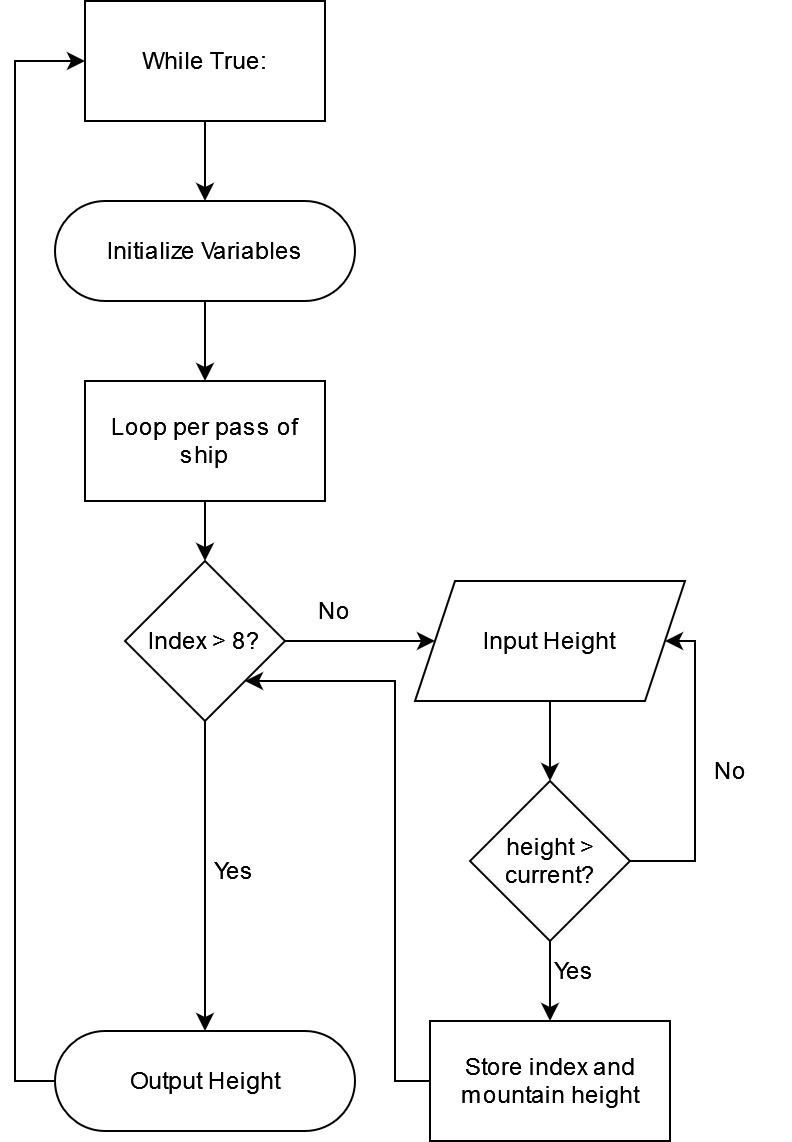 While True:
Initialize Variables
Loop per pass of
ship
Index > 8?
No
Input Height
No
height >
current?
Yes
Yes
Store index and
mountain height
Output Height